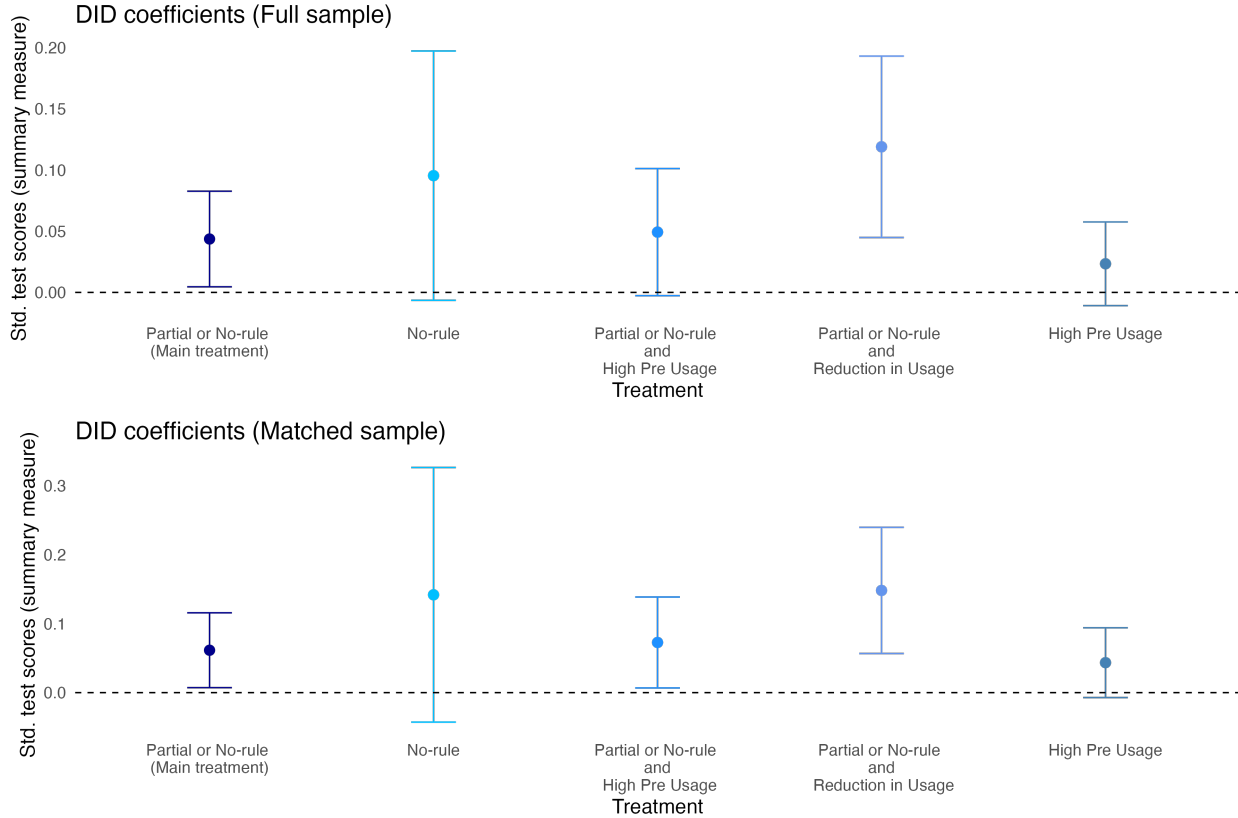 DID coefficients (Full sample)
Std. test scores (summary measure)
0.20
0.15
0.10
0.05
0.00
Partial or No-rule
(Main treatment)
No-rule
Partial or No-rule
and
High Pre Usage
Partial or No-rule
and
Reduction in Usage
High Pre Usage
Treatment
DID coefficients (Matched sample)
Std. test scores (summary measure)
0.3
0.2
0.1
0.0
Partial or No-rule
(Main treatment)
No-rule
Partial or No-rule
and
High Pre Usage
Partial or No-rule
and
Reduction in Usage
High Pre Usage
Treatment